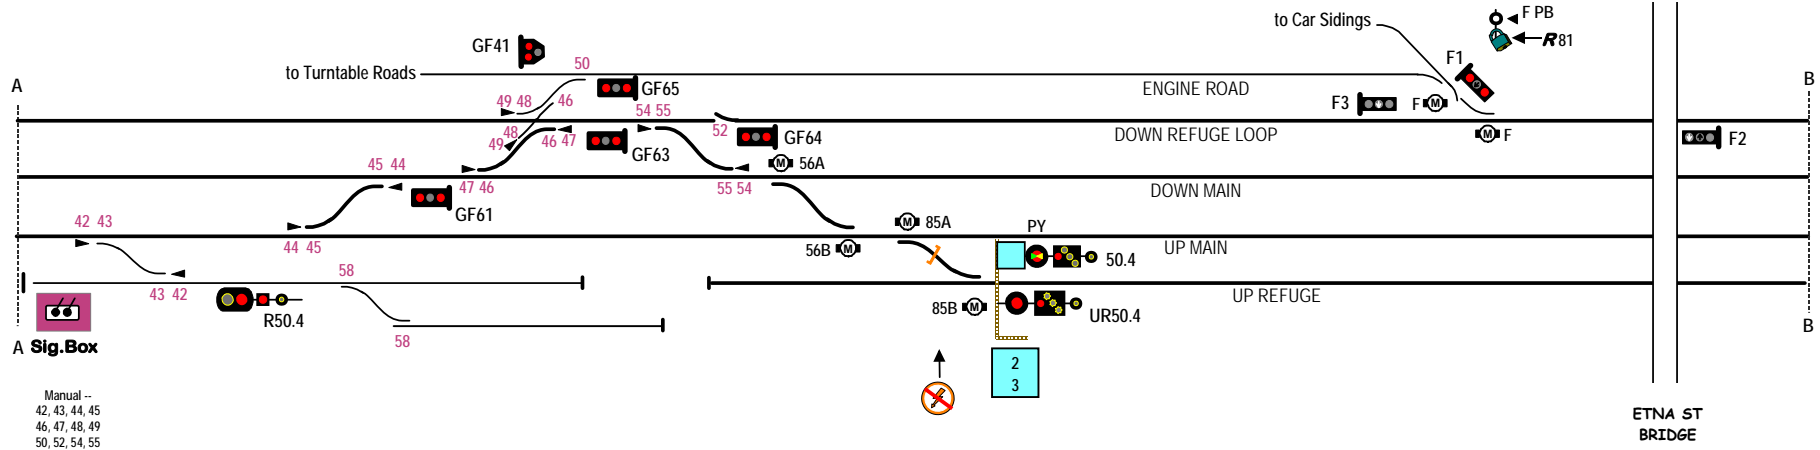 to Car Sidings
F PB
R 81
GF41
F1
A
50
to Turntable Roads
B
GF65
ENGINE ROAD
49 48
46
54 55
F3
F M
48
52
DOWN REFUGE LOOP
M F
F2
49
46 47
GF63
GF64
45 44
M 56A
47 46
55 54
DOWN MAIN
GF61
42 43
M 85A
PY
44 45
56B M
UP MAIN
50.4
58
43 42
UP REFUGE
R50.4
85B M
UR50.4
A
Sig.Box
58
B
2
3
Manual --
42, 43, 44, 45
46, 47, 48, 49
50, 52, 54, 55
ETNA ST
BRIDGE